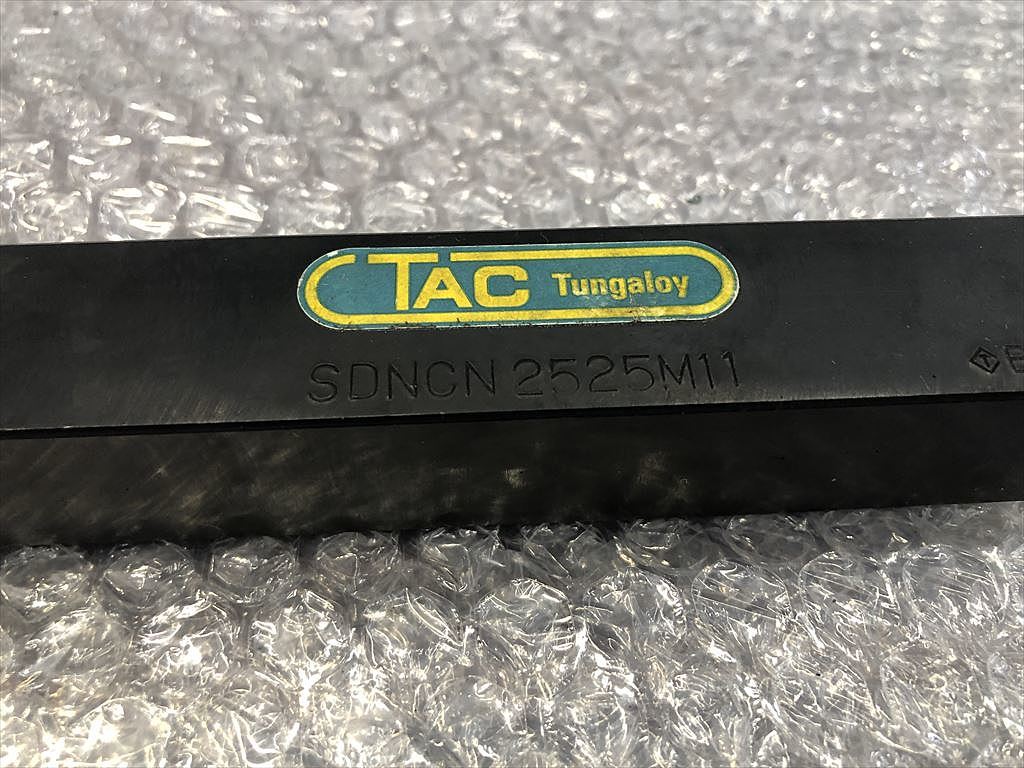 TAC Tungaloy
SDNCN 2525M11